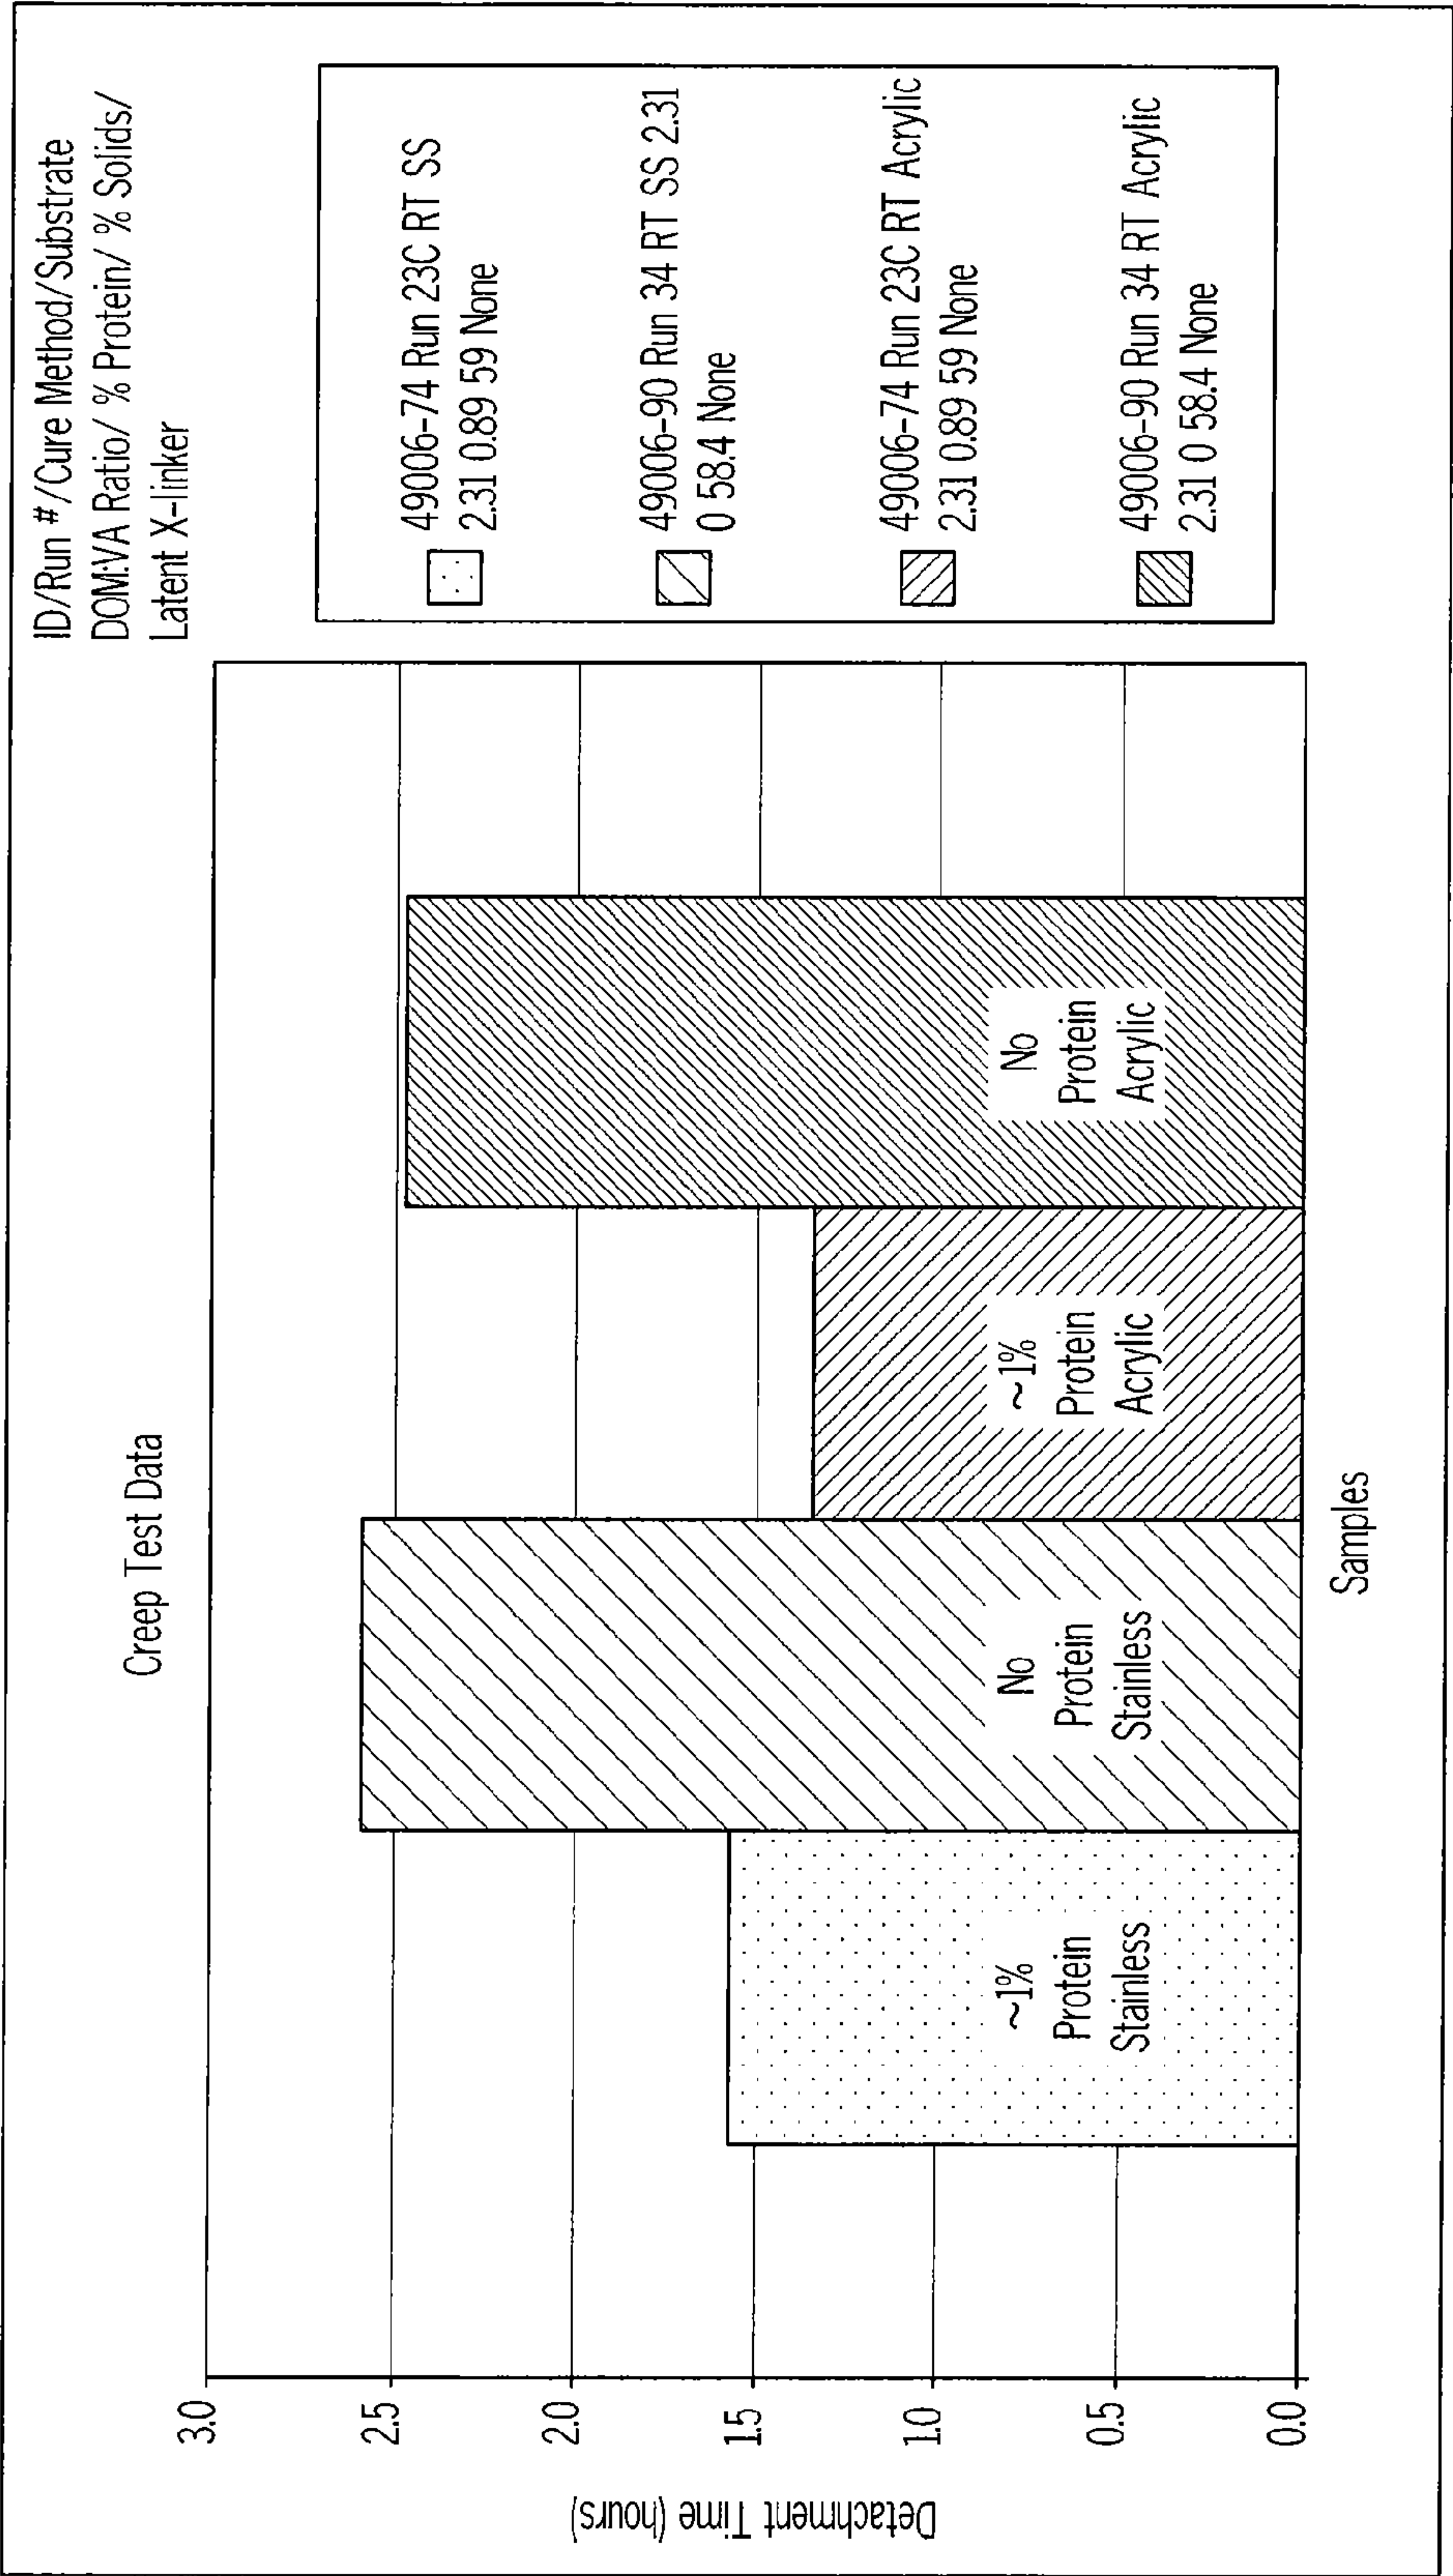 Creep Test Data
ID/Run #/Cure Method/Substrate
DOM:VA Ratio/ % Protein/ % Solids/
Latent X-linker
Detachment Time (hours)
3.0
2.5
2.0
1.5
1.0
0.5
0.0
~1%
Protein
Stainless
No
Protein
Stainless
~1%
Protein
Acrylic
No
Protein
Acrylic
Samples
49006-74 Run 23C RT SS
2.31 0.89 59 None
49006-90 Run 34 RT SS 2.31
0 58.4 None
49006-74 Run 23C RT Acrylic
2.31 0.89 59 None
49006-90 Run 34 RT Acrylic
2.31 0 58.4 None